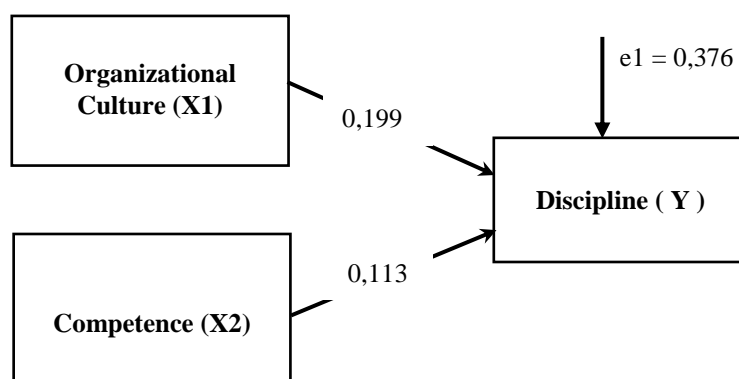 Organizational
Culture (X1)
e1 = 0,376
0,199
Discipline ( Y )
0,113
Competence (X2)